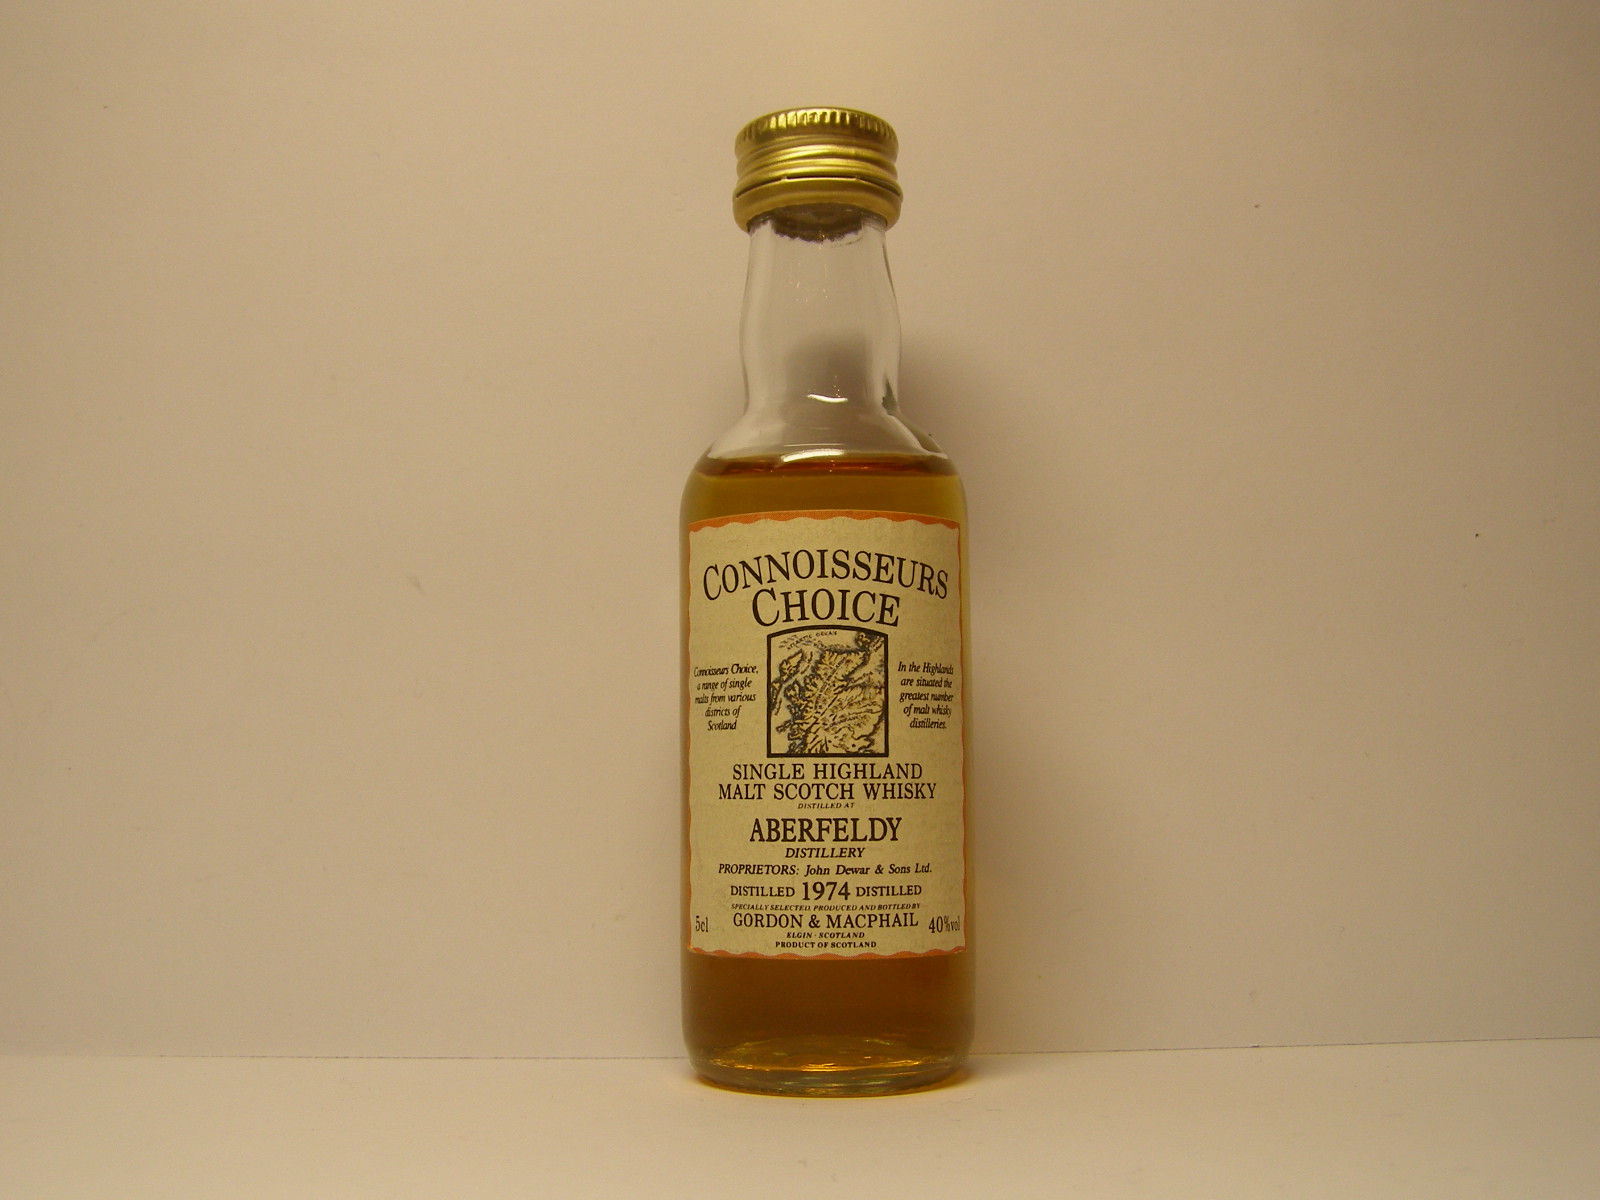 CONNOISSEURS
CHOICE
Connoisseurs Choice,
a range of single
malts from various
districts of
Scotland
In the Highlands
are situated the
greatest number
of malt whisky
distilleries.
SINGLE HIGHLAND
MALT SCOTCH WHISKY
DISTILLED AT
ABERFELDY
DISTILLERY
PROPRIETORS: John Dewar & Sons Ltd.
DISTILLED 1974 DISTILLED
SPECIALLY SELECTED, PRODUCED AND BOTTLED BY
5cl GORDON & MACPHAIL 40%vol
ELGIN · SCOTLAND
PRODUCT OF SCOTLAND